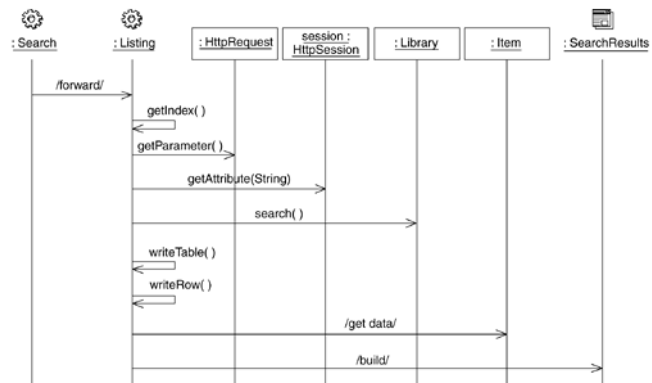 : Search
: Listing
: HttpRequest
session :
HttpSession
: Library
: Item
: SearchResults
/forward/
getIndex( )
getParameter( )
getAttribute(String)
search( )
writeTable( )
writeRow( )
/get data/
/build/